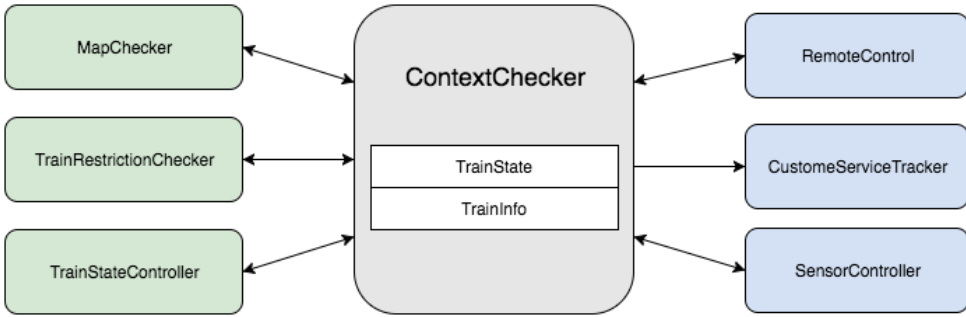 MapChecker
TrainRestrictionChecker
TrainStateController
ContextChecker
TrainState
TrainInfo
RemoteControl
CustomeServiceTracker
SensorController